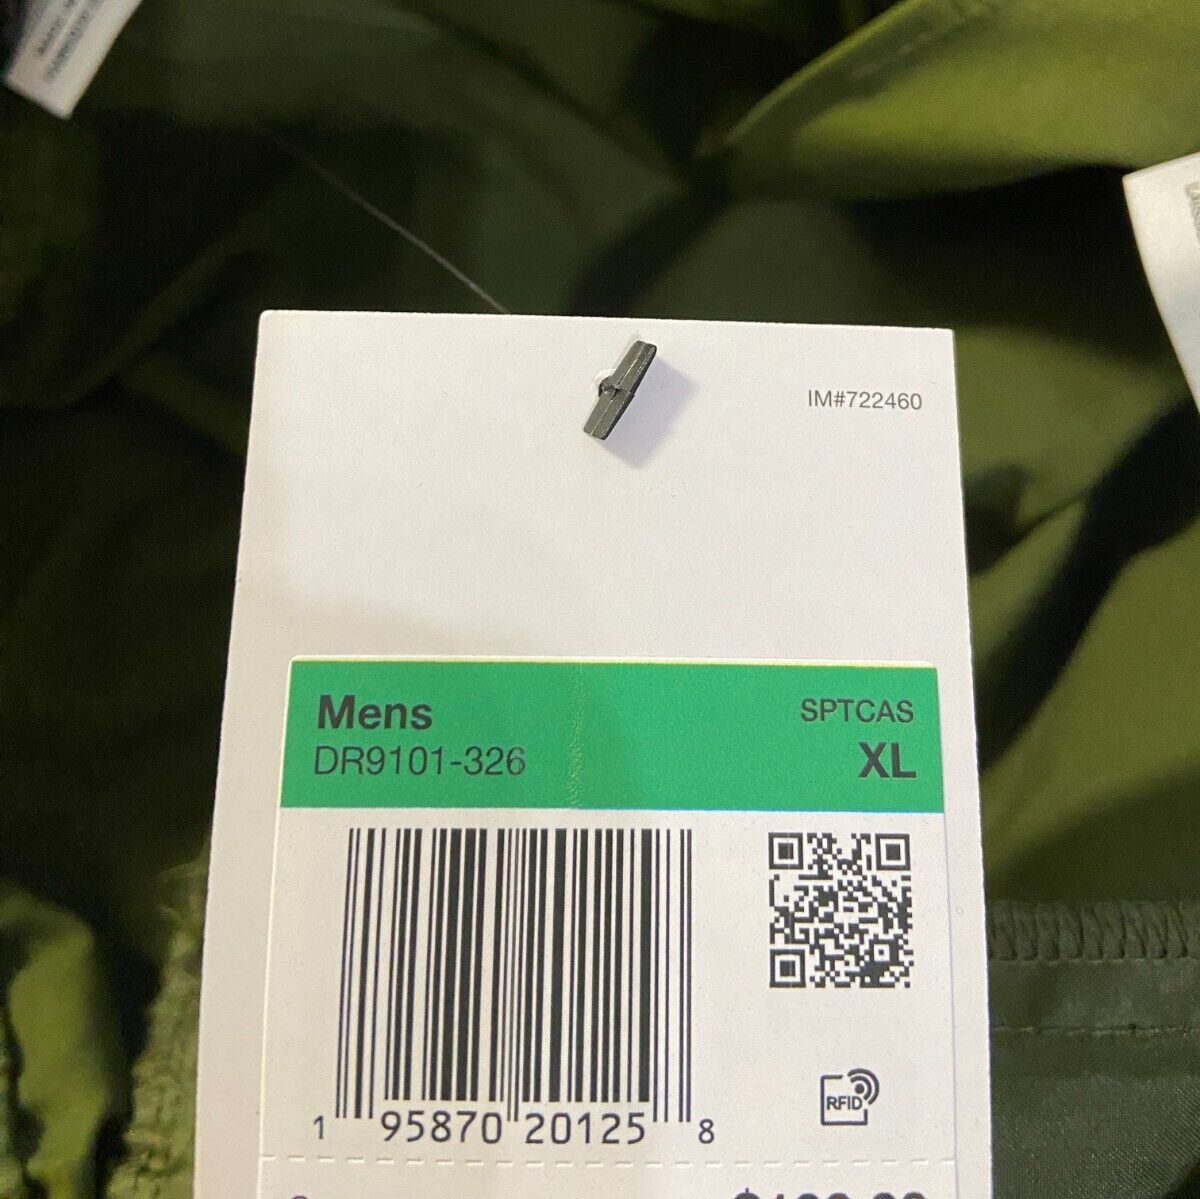 IM#722460
Mens
SPTCAS
DR9101-326
XL
RFID
1 95870 20125 8